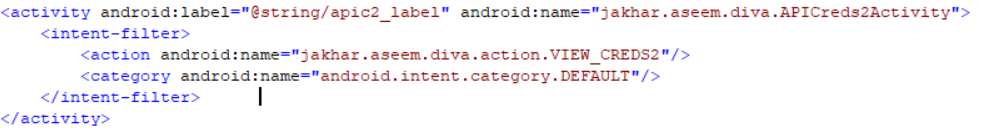 <activity android:label="@string/apic2_label" android:name="jakhar.aseem.diva.APICreds2Activity">
<intent-filter>
<action android:name="jakhar.aseem.diva.action.VIEW_CREDS2"/>
<category android:name="android.intent.category.DEFAULT"/>
</intent-filter>
</activity>